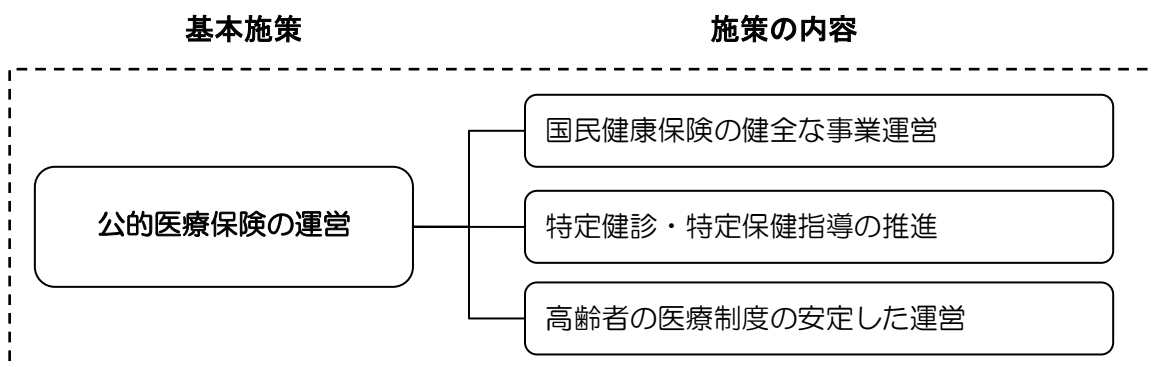 基本施策
施策の内容
公的医療保険の運営
国民健康保険の健全な事業運営
特定健診・特定保健指導の推進
高齢者の医療制度の安定した運営